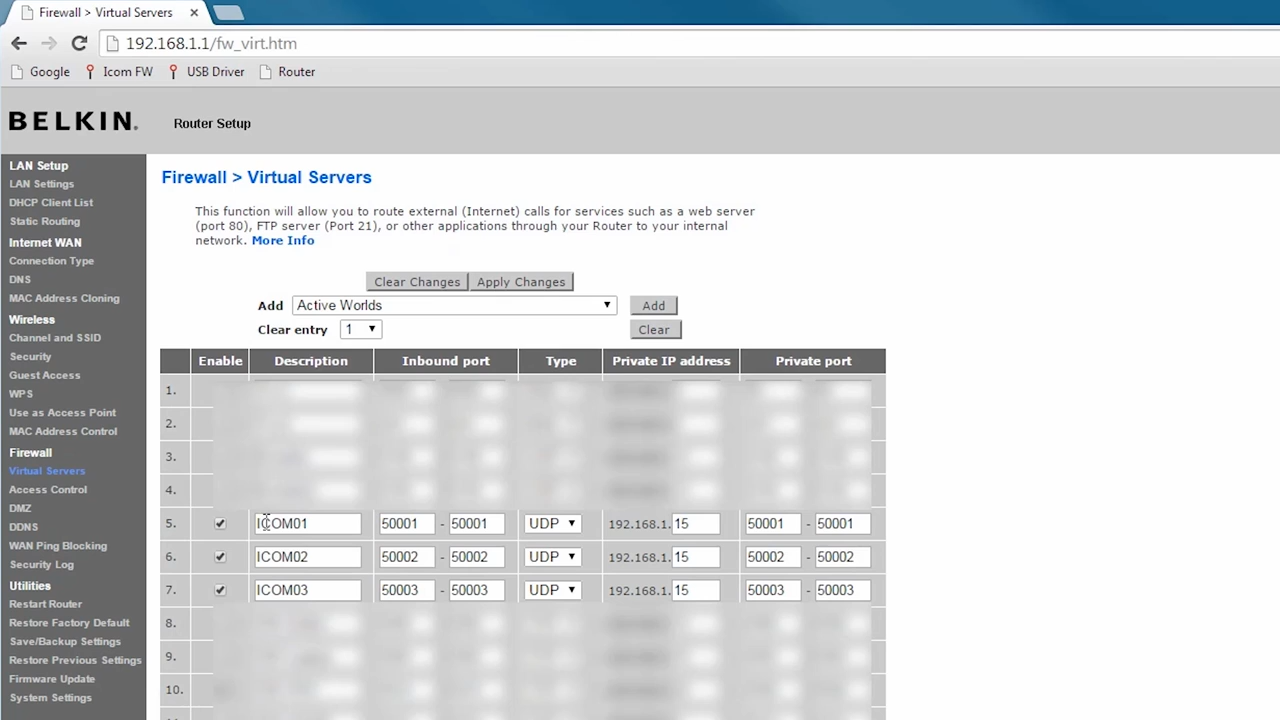 Firewall > Virtual Servers ×
192.168.1.1/fw_virt.htm
Google Icom FW USB Driver Router
BELKIN. Router Setup
LAN Setup
LAN Settings
DHCP Client List
Static Routing
Internet WAN
Connection Type
DNS
MAC Address Cloning
Wireless
Channel and SSID
Security
Guest Access
WPS
Use as Access Point
MAC Address Control
Firewall
Virtual Servers
Access Control
DMZ
DDNS
WAN Ping Blocking
Security Log
Utilities
Restart Router
Restore Factory Default
Save/Backup Settings
Restore Previous Settings
Firmware Update
System Settings
Firewall > Virtual Servers
This function will allow you to route external (Internet) calls for services such as a web server
(port 80), FTP server (Port 21), or other applications through your Router to your internal
network. More Info
Clear Changes Apply Changes
Add Active Worlds Add
Clear entry 1 Clear
Enable Description Inbound port Type Private IP address Private port
1.
2.
3.
4.
5. ICOM01 50001 - 50001 UDP 192.168.1.15 50001 - 50001
6. ICOM02 50002 - 50002 UDP 192.168.1.15 50002 - 50002
7. ICOM03 50003 - 50003 UDP 192.168.1.15 50003 - 50003
8.
9.
10.